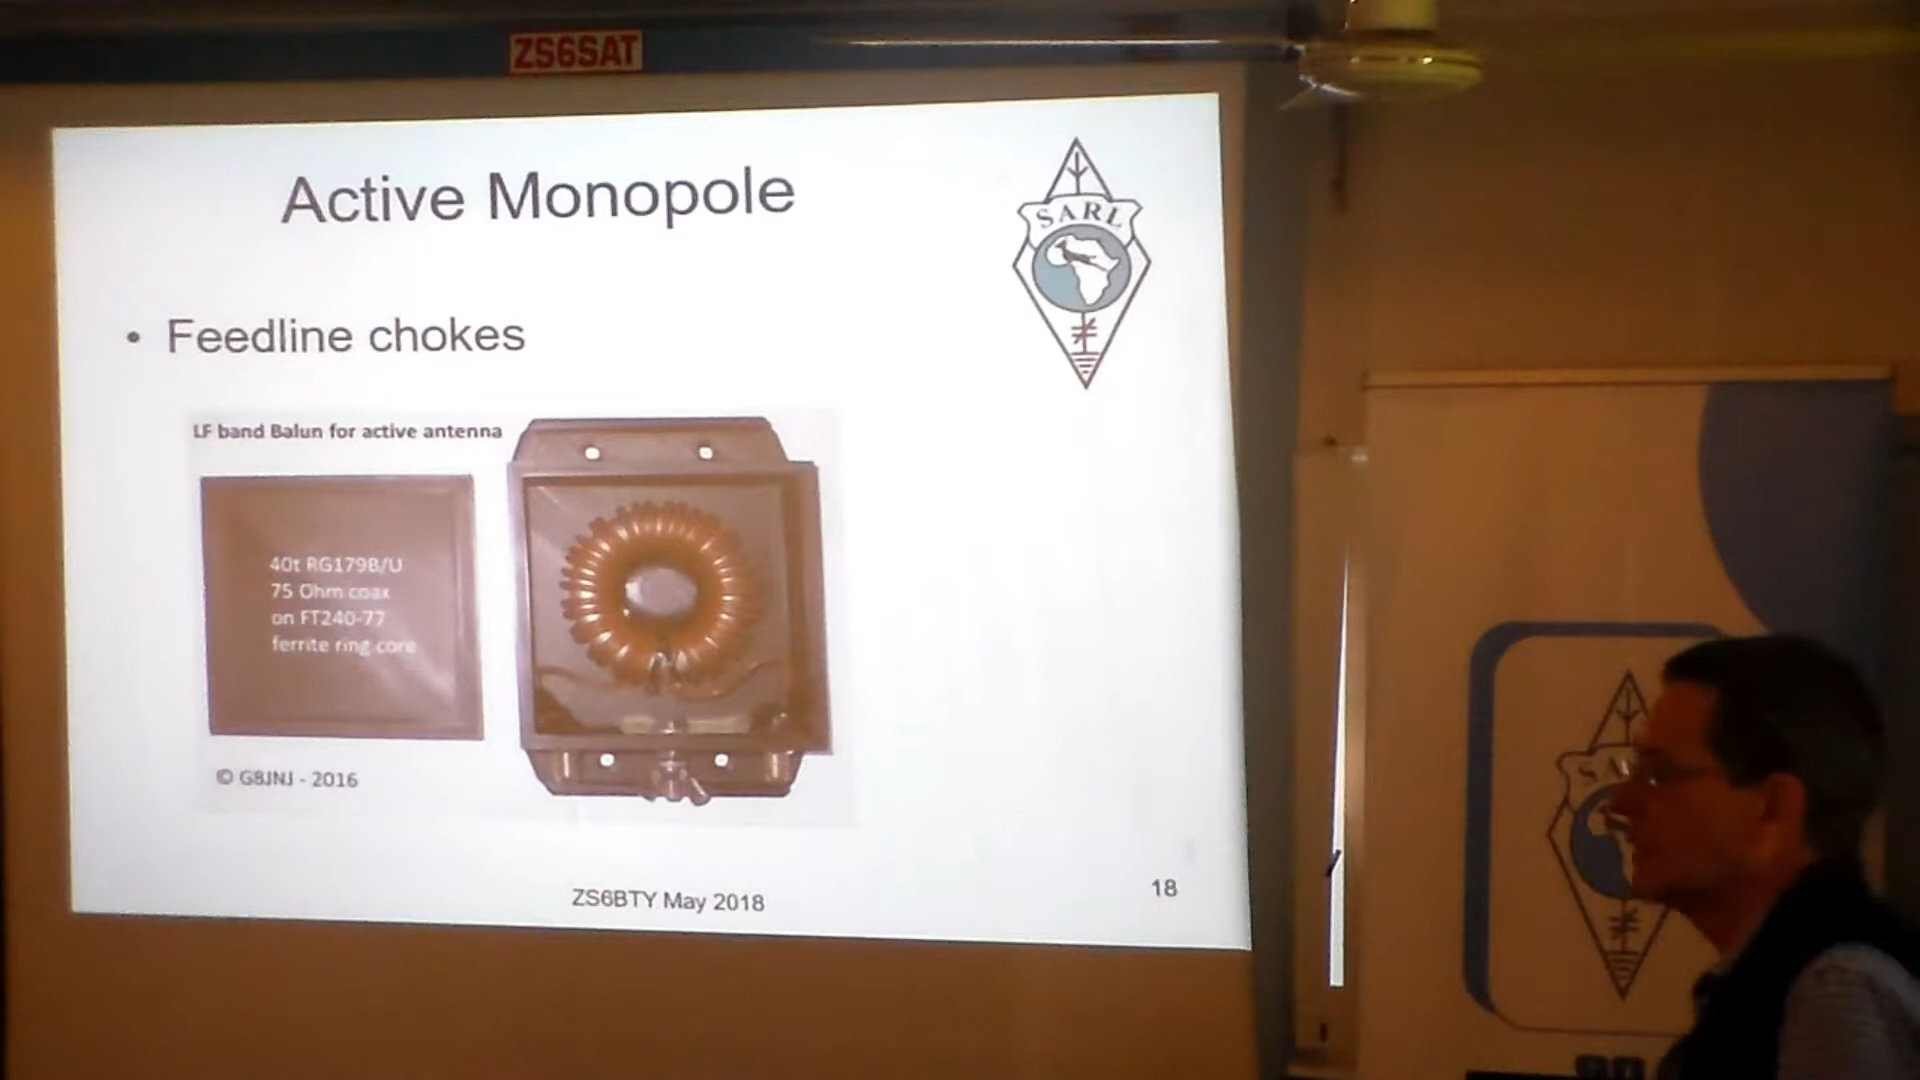 ZS6SAT
Active Monopole
SARL
• Feedline chokes
LF band Balun for active antenna
40t RG179B/U
75 Ohm coax
on FT240-77
ferrite ring core
© G8JNJ - 2016
ZS6BTY May 2018
18